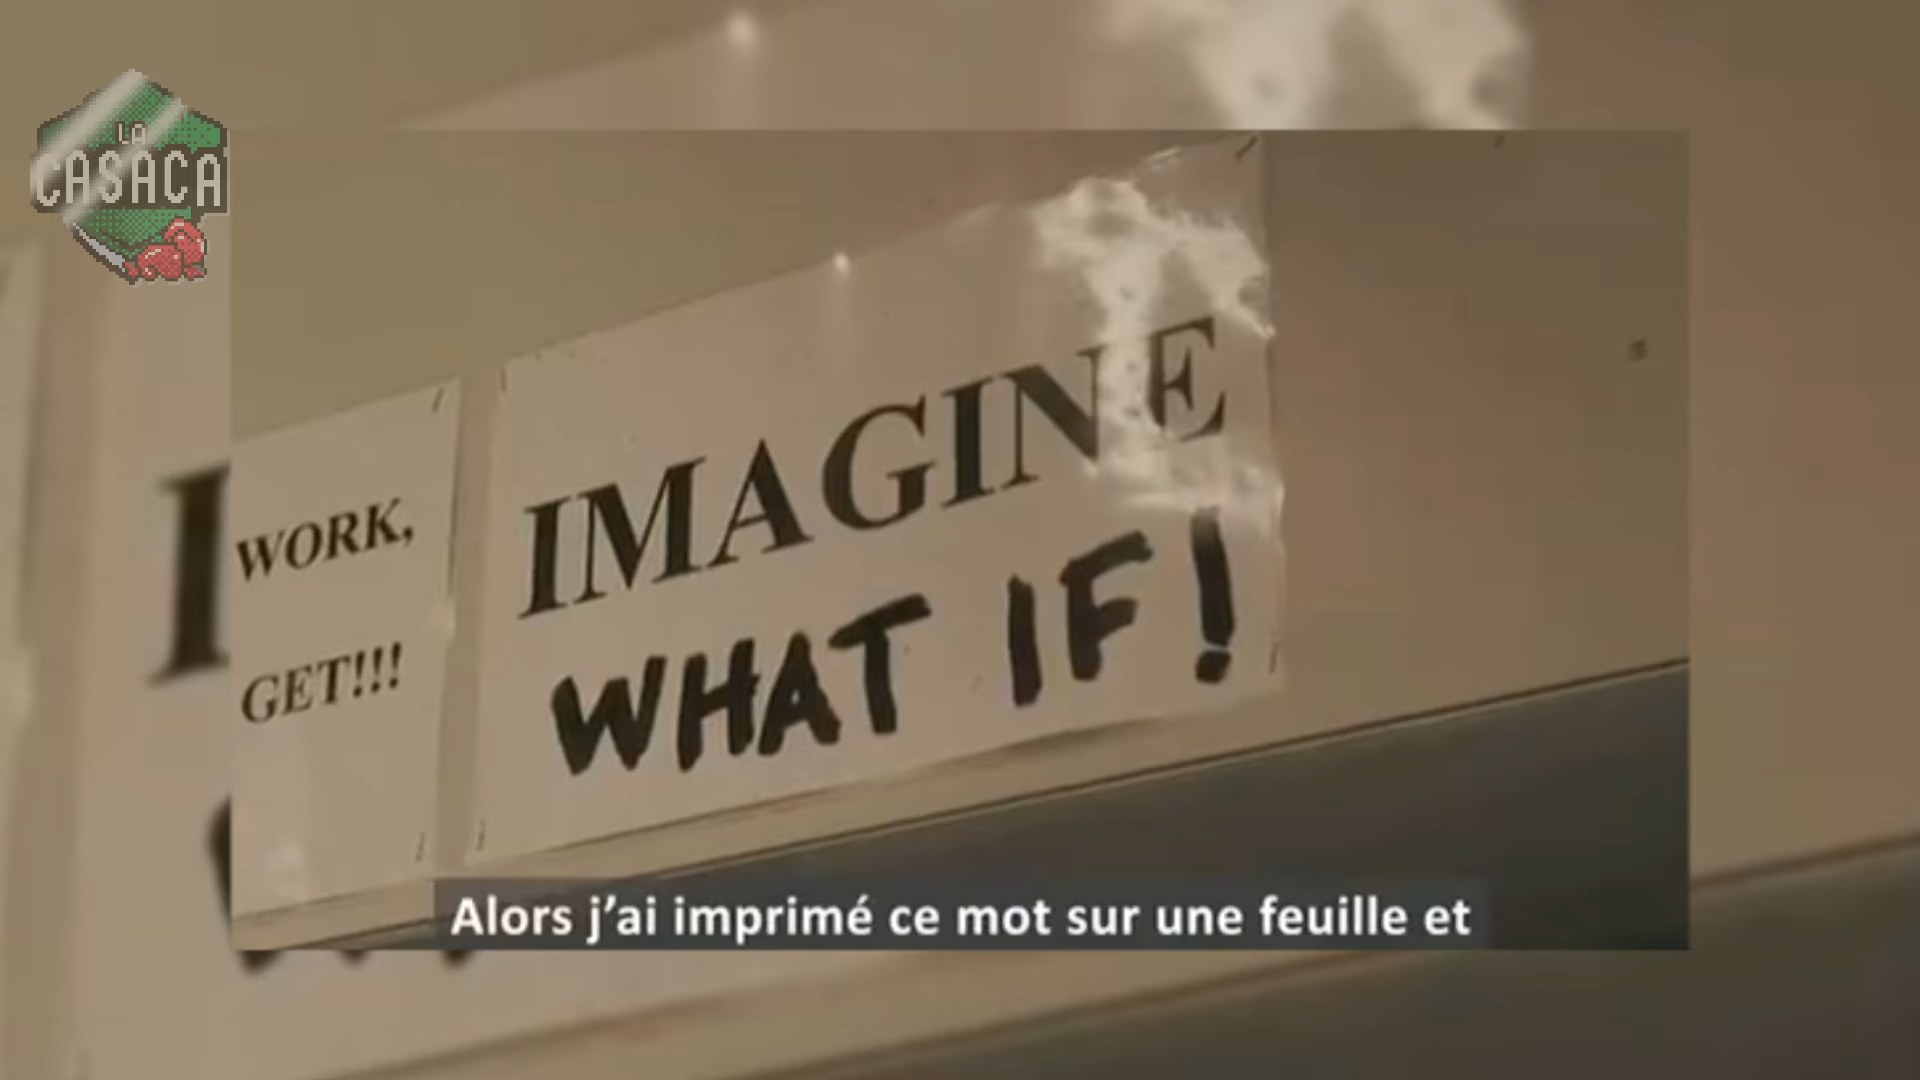 LA
CASACA
WORK,
GET!!!
IMAGINE
WHAT IF!
Alors j’ai imprimé ce mot sur une feuille et